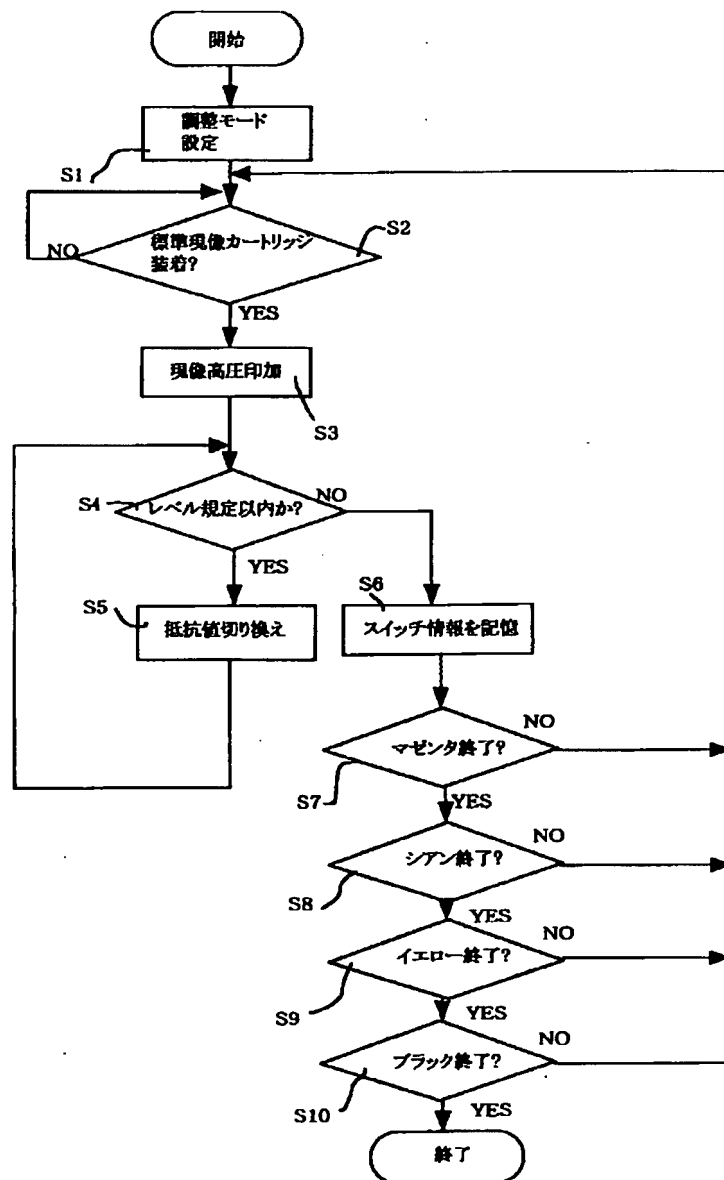 開始
調整モード
設定
S1
標準現像カートリッジ
装着?
S2
NO
YES
現像高圧印加
S3
S4
レベル規定以内か?
NO
YES
S5
抵抗値切り換え
S6
スイッチ情報を記憶
マゼンタ終了?
NO
S7
YES
シアン終了?
NO
S8
YES
イエロー終了?
NO
S9
YES
ブラック終了?
NO
S10
YES
終了